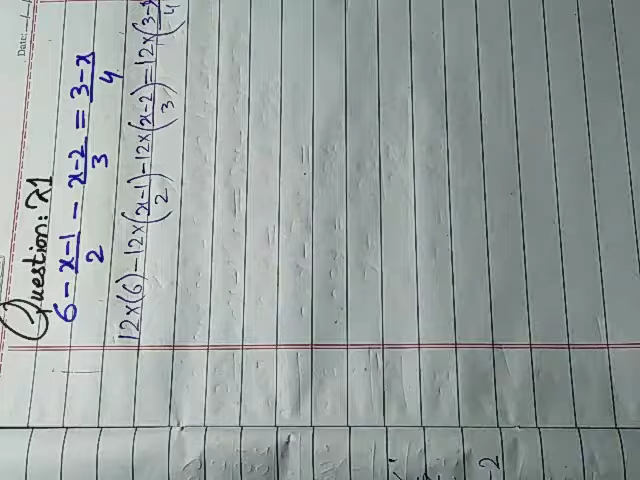 Date:
Question: 21
6 - x-1/2 - x-2/3 = 3-x/4
12×(6)-12×(x-1/2)-12×(x-2/3)=12×(3-x/4
-2